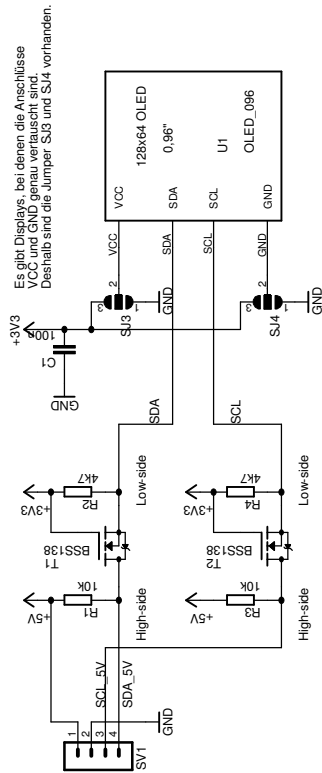 Es gibt Displays, bei denen die Anschlüsse
VCC und GND genau vertauscht sind.
Deshalb sind die Jumper SJ3 und SJ4 vorhanden.
+3V3
100n
C1
GND
3
2
1
SJ3
GND
VCC
VCC
128x64 OLED
0,96"
SDA
SDA
U1
OLED_096
SCL
SCL
GND
GND
3
2
1
SJ4
GND
SDA
SCL
+5V
R1
10k
High-side
T1
BSS138
+3V3
R2
4k7
Low-side
+5V
R3
10k
High-side
T2
BSS138
+3V3
R4
4k7
Low-side
1
2
3
4
SV1
SCL_5V
SDA_5V
GND